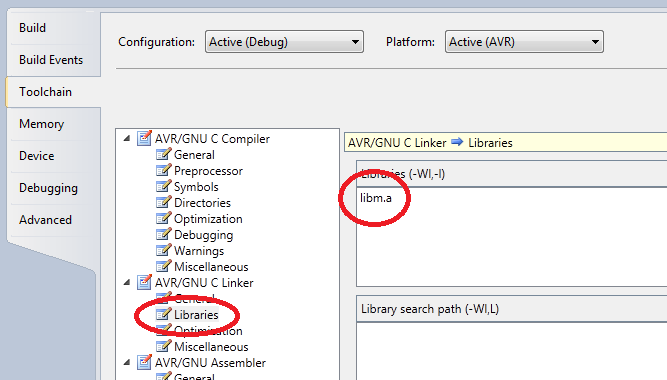 Build
Build Events
Toolchain
Memory
Device
Debugging
Advanced
Configuration: Active (Debug) Platform: Active (AVR)
AVR/GNU C Compiler
General
Preprocessor
Symbols
Directories
Optimization
Debugging
Warnings
Miscellaneous
AVR/GNU C Linker
General
Libraries
Optimization
Miscellaneous
AVR/GNU Assembler
General
AVR/GNU C Linker ➡ Libraries
Libraries (-Wl,-l)
libm.a
Library search path (-Wl,L)